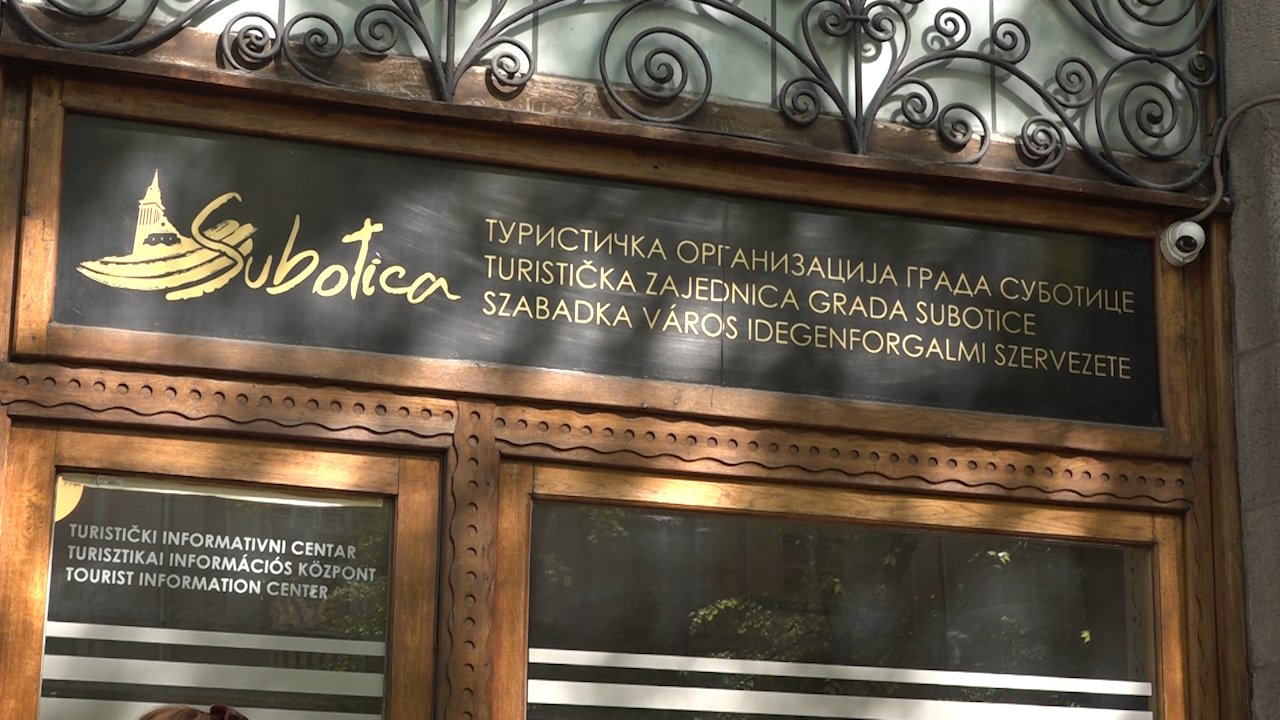 Subotica
ТУРИСТИЧКА ОРГАНИЗАЦИЈА ГРАДА СУБОТИЦЕ
TURISTIČKA ZAJEDNICA GRADA SUBOTICE
SZABADKA VÁROS IDEGENFORGALMI SZERVEZETE
TURISTIČKI INFORMATIVNI CENTAR
TURISZTIKAI INFORMÁCIÓS KÖZPONT
TOURIST INFORMATION CENTER